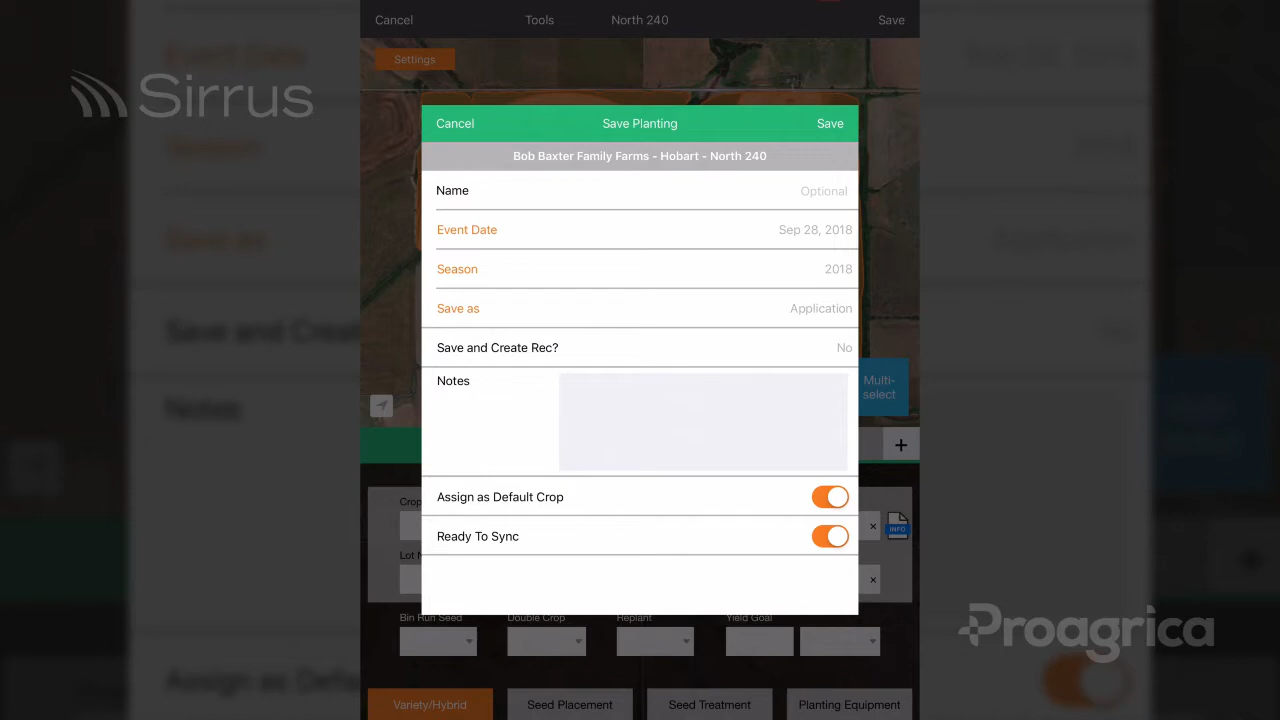 Cancel Tools North 240 Save
Settings
Sirrus
Cancel Save Planting Save
Bob Baxter Family Farms - Hobart - North 240
Name Optional
Event Date Sep 28, 2018
Season 2018
Save as Application
Save and Create Rec? No
Notes
Multi-
select
+
Assign as Default Crop
Crop
INFO
Ready To Sync
Lot
Bin Run Seed Double Crop Replant Yield Goal
Proagrica
Variety/Hybrid Seed Placement Seed Treatment Planting Equipment